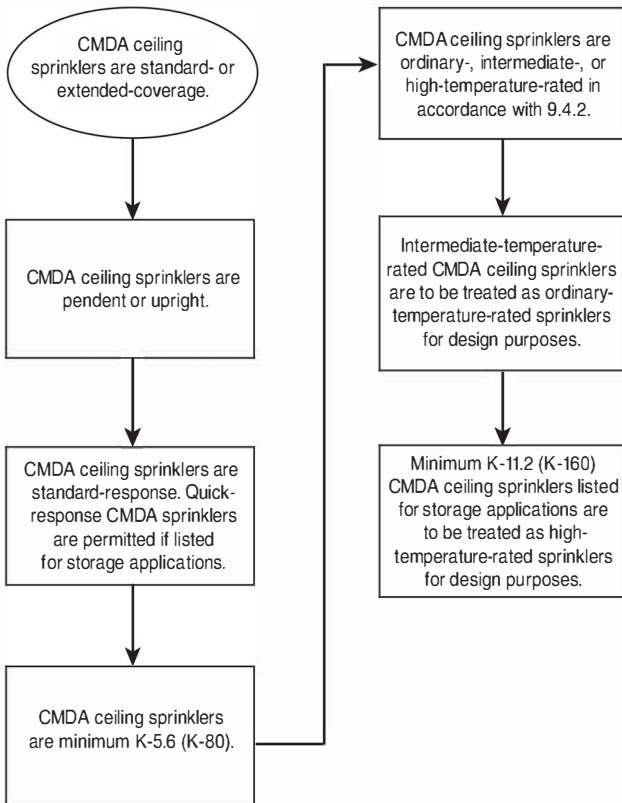 CMDA ceiling
sprinklers are standard- or
extended-coverage.
CMDA ceiling sprinklers are
pendent or upright.
CMDA ceiling sprinklers are
standard-response. Quick-
response CMDA sprinklers
are permitted if listed
for storage applications.
CMDA ceiling sprinklers
are minimum K-5.6 (K-80).
CMDA ceiling sprinklers are
ordinary-, intermediate-, or
high-temperature-rated in
accordance with 9.4.2.
Intermediate-temperature-
rated CMDA ceiling sprinklers
are to be treated as ordinary-
temperature-rated sprinklers
for design purposes.
Minimum K-11.2 (K-160)
CMDA ceiling sprinklers listed
for storage applications are
to be treated as high-
temperature-rated sprinklers
for design purposes.